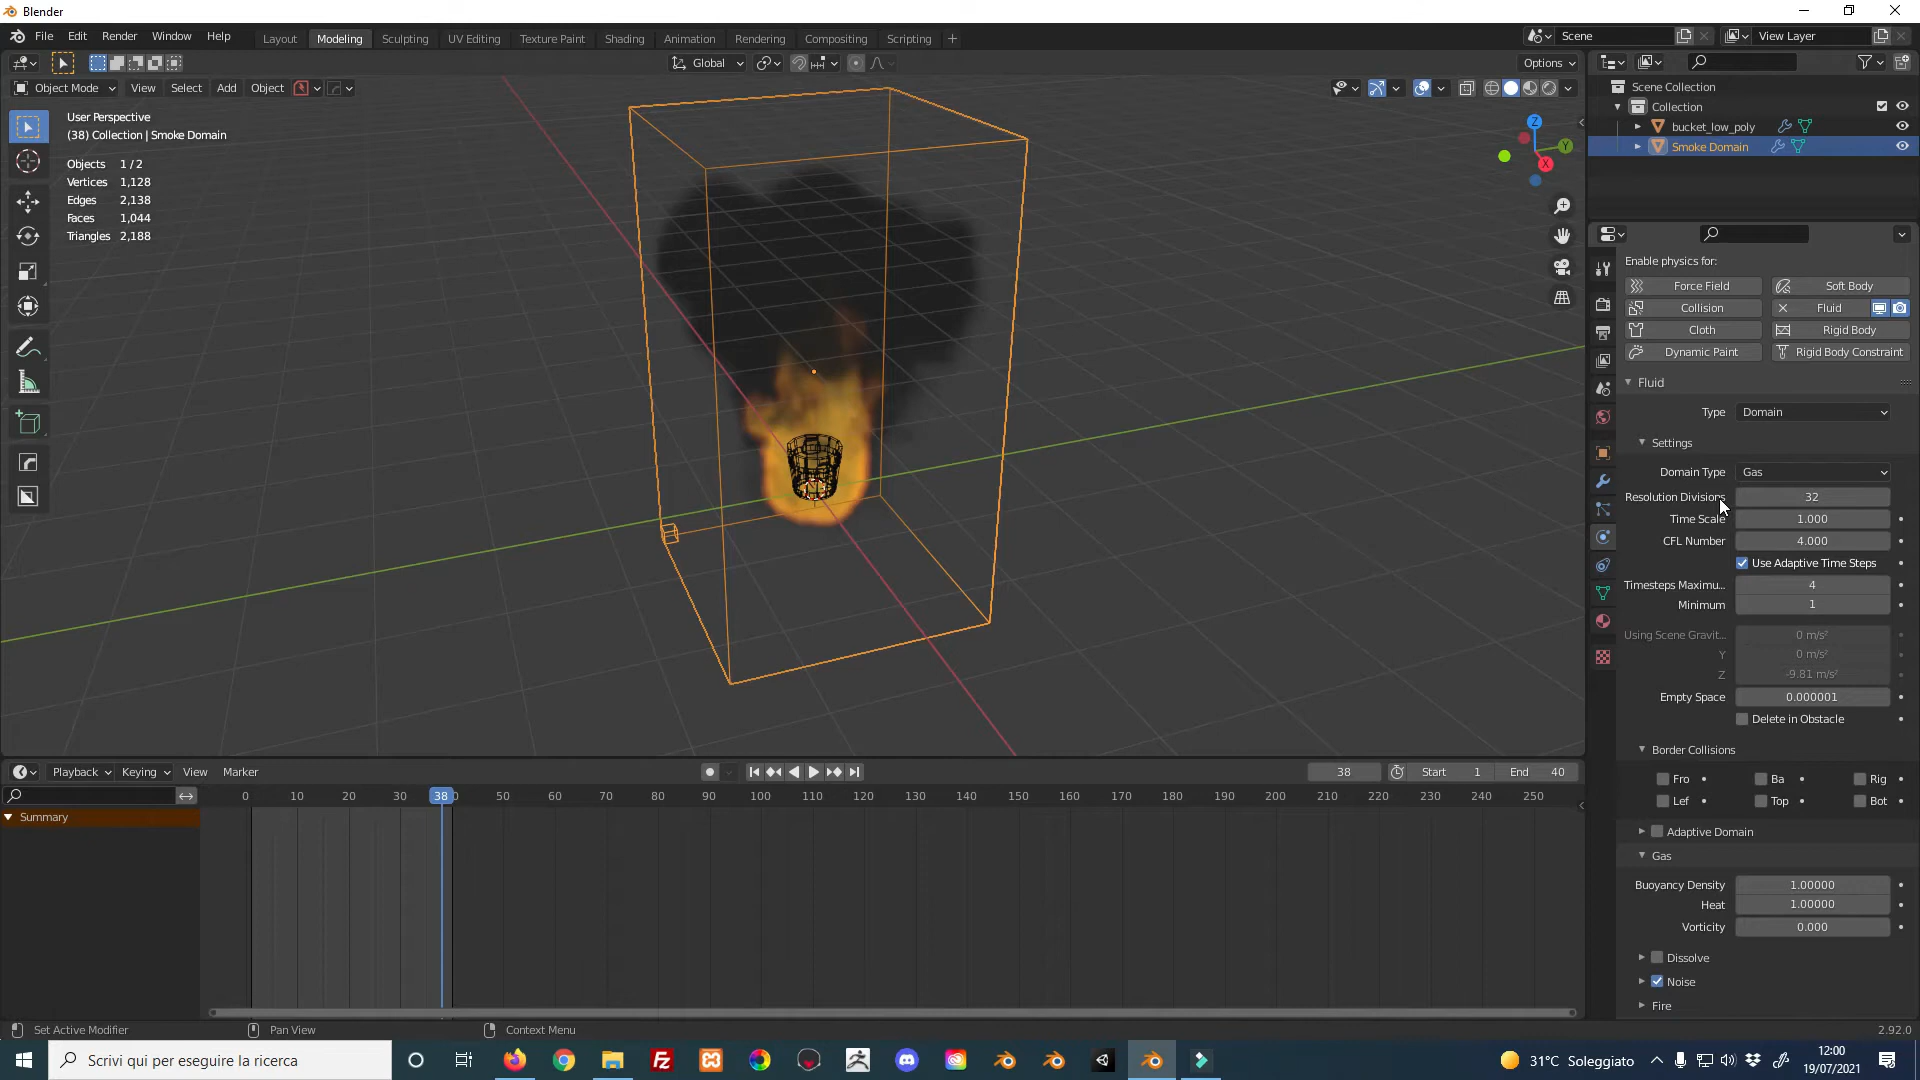 Blender
File Edit Render Window Help
Layout Modeling Sculpting UV Editing Texture Paint Shading Animation Rendering Compositing Scripting +
Scene View Layer
Global Options
Object Mode View Select Add Object
User Perspective
(38) Collection | Smoke Domain
Objects 1 / 2
Vertices 1,128
Edges 2,138
Faces 1,044
Triangles 2,188
Z
Y
X
Scene Collection
Collection
bucket_low_poly
Smoke Domain
Enable physics for:
Force Field Soft Body
Collision Fluid
Cloth Rigid Body
Dynamic Paint Rigid Body Constraint
Fluid
Type Domain
Settings
Domain Type Gas
Resolution Divisions 32
Time Scale 1.000
CFL Number 4.000
Use Adaptive Time Steps
Timesteps Maximu... 4
Minimum 1
Using Scene Gravit... 0 m/s²
Y 0 m/s²
Z -9.81 m/s²
Empty Space 0.000001
Delete in Obstacle
Border Collisions
Fro Ba Rig
Lef Top Bot
Adaptive Domain
Gas
Buoyancy Density 1.00000
Heat 1.00000
Vorticity 0.000
Dissolve
Noise
Fire
Playback Keying View Marker
38 Start 1 End 40
0 10 20 30 38 50 60 70 80 90 100 110 120 130 140 150 160 170 180 190 200 210 220 230 240 250
Summary
Set Active Modifier Pan View Context Menu 2.92.0
Scrivi qui per eseguire la ricerca
31°C Soleggiato
12:00
19/07/2021